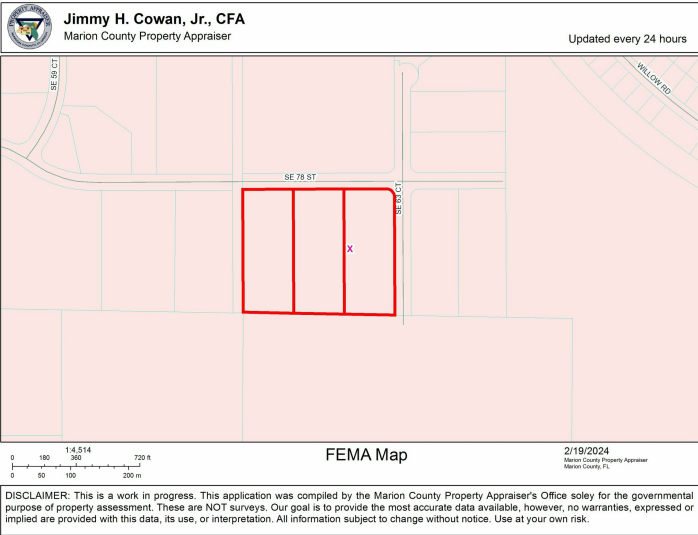 Jimmy H. Cowan, Jr., CFA
Marion County Property Appraiser
Updated every 24 hours
SE 59 CT
WILLOW RD
SE 78 ST
SE 63 CT
X
1:4,514
0 180 360 720 ft
0 50 100 200 m
FEMA Map
2/19/2024
Marion County Property Appraiser
Marion County, FL
DISCLAIMER: This is a work in progress. This application was compiled by the Marion County Property Appraiser's Office soley for the governmental
purpose of property assessment. These are NOT surveys. Our goal is to provide the most accurate data available, however, no warranties, expressed or
implied are provided with this data, its use, or interpretation. All information subject to change without notice. Use at your own risk.